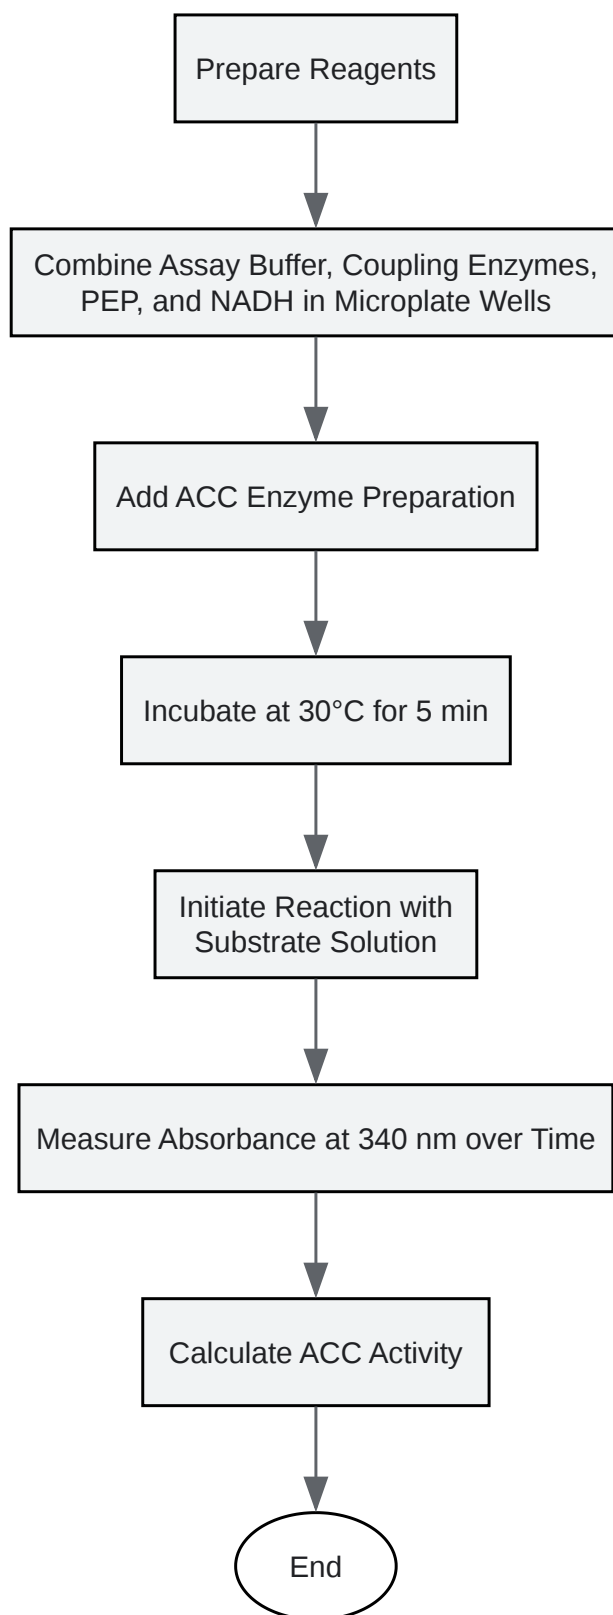 Prepare Reagents
Combine Assay Buffer, Coupling Enzymes,
PEP, and NADH in Microplate Wells
Add ACC Enzyme Preparation
Incubate at 30°C for 5 min
Initiate Reaction with
Substrate Solution
Measure Absorbance at 340 nm over Time
Calculate ACC Activity
End